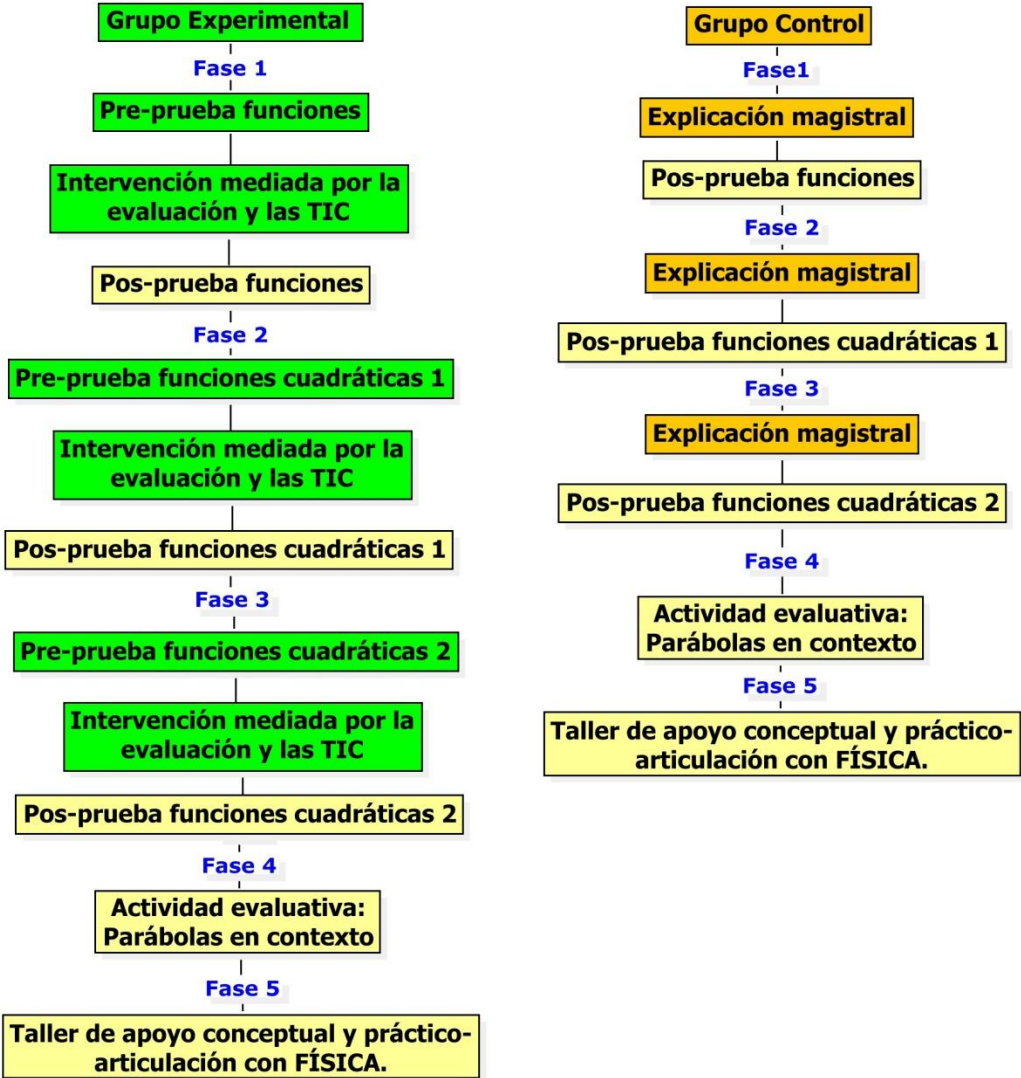 Grupo Experimental
Fase 1
Pre-prueba funciones
Intervención mediada por la
evaluación y las TIC
Pos-prueba funciones
Fase 2
Pre-prueba funciones cuadráticas 1
Intervención mediada por la
evaluación y las TIC
Pos-prueba funciones cuadráticas 1
Fase 3
Pre-prueba funciones cuadráticas 2
Intervención mediada por la
evaluación y las TIC
Pos-prueba funciones cuadráticas 2
Fase 4
Actividad evaluativa:
Parábolas en contexto
Fase 5
Taller de apoyo conceptual y práctico-
articulación con FÍSICA.
Grupo Control
Fase1
Explicación magistral
Pos-prueba funciones
Fase 2
Explicación magistral
Pos-prueba funciones cuadráticas 1
Fase 3
Explicación magistral
Pos-prueba funciones cuadráticas 2
Fase 4
Actividad evaluativa:
Parábolas en contexto
Fase 5
Taller de apoyo conceptual y práctico-
articulación con FÍSICA.